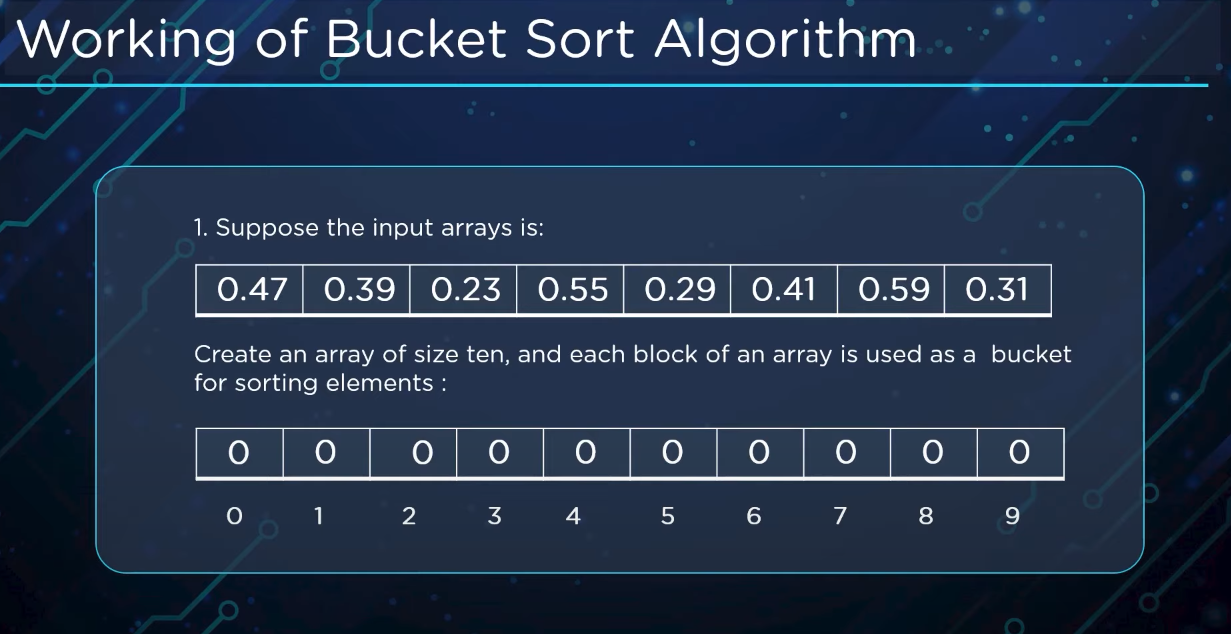 Working of Bucket Sort Algorithm
1. Suppose the input arrays is:
0.47 0.39 0.23 0.55 0.29 0.41 0.59 0.31
Create an array of size ten, and each block of an array is used as a bucket
for sorting elements :
0 0 0 0 0 0 0 0 0 0
0 1 2 3 4 5 6 7 8 9